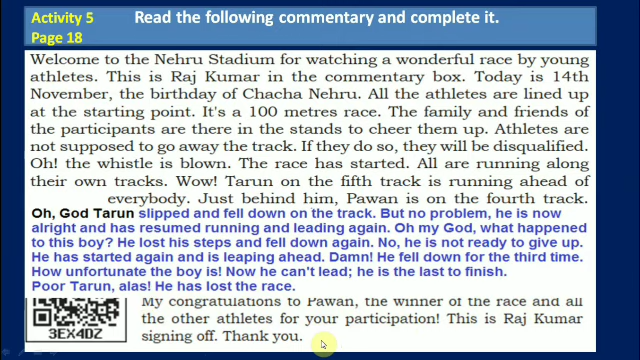 Activity 5 Read the following commentary and complete it.
Page 18
Welcome to the Nehru Stadium for watching a wonderful race by young
athletes. This is Raj Kumar in the commentary box. Today is 14th
November, the birthday of Chacha Nehru. All the athletes are lined up
at the starting point. It's a 100 metres race. The family and friends of
the participants are there in the stands to cheer them up. Athletes are
not supposed to go away the track. If they do so, they will be disqualified.
Oh! the whistle is blown. The race has started. All are running along
their own tracks. Wow! Tarun on the fifth track is running ahead of
everybody. Just behind him, Pawan is on the fourth track.
Oh, God Tarun slipped and fell down on the track. But no problem, he is now
alright and has resumed running and leading again. Oh my God, what happened
to this boy? He lost his steps and fell down again. No, he is not ready to give up.
He has started again and is leaping ahead. Damn! He fell down for the third time.
How unfortunate the boy is! Now he can't lead; he is the last to finish.
Poor Tarun, alas! He has lost the race.
My congratulations to Pawan, the winner of the race and all
the other athletes for your participation! This is Raj Kumar
signing off. Thank you.
3EX4DZ